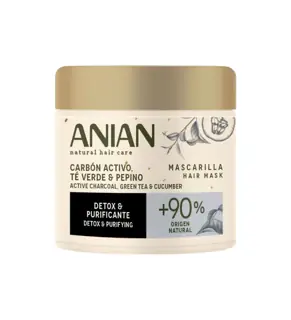 ANIAN
natural hair care
CARBÓN ACTIVO,
TÉ VERDE & PEPINO
ACTIVE CHARCOAL, GREEN TEA & CUCUMBER
MASCARILLA
HAIR MASK
DETOX &
PURIFICANTE
DETOX & PURIFYING
+90%
ORIGEN
NATURAL